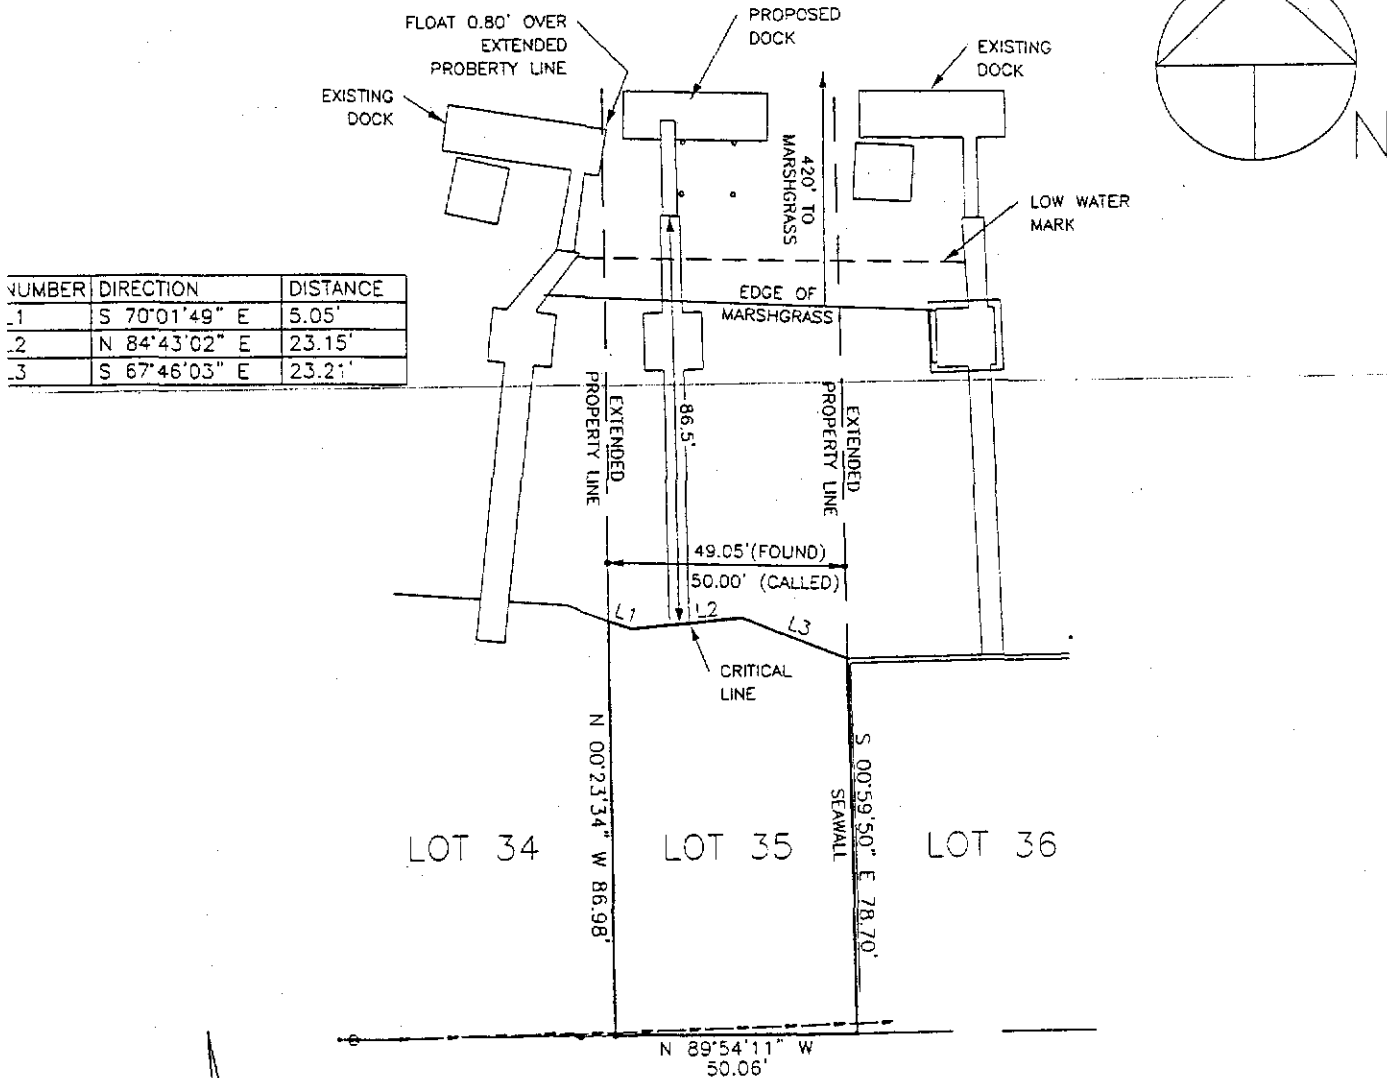 FLOAT 0.80' OVER
EXTENDED
PROBERTY LINE
PROPOSED
DOCK
EXISTING
DOCK
EXISTING
DOCK
N
420' TO
MARSHGRASS
LOW WATER
MARK
NUMBER DIRECTION DISTANCE
L1 S 70°01'49" E 5.05'
L2 N 84°43'02" E 23.15'
L3 S 67°46'03" E 23.21'
EDGE OF
MARSHGRASS
EXTENDED
PROPERTY LINE
86.5'
EXTENDED
PROPERTY LINE
49.05'(FOUND)
50.00' (CALLED)
L1
L2
L3
CRITICAL
LINE
N 00°23'34" W 86.98'
S 00°59'50" E 78.70'
SEAWALL
LOT 34
LOT 35
LOT 36
N 89°54'11" W
50.06'